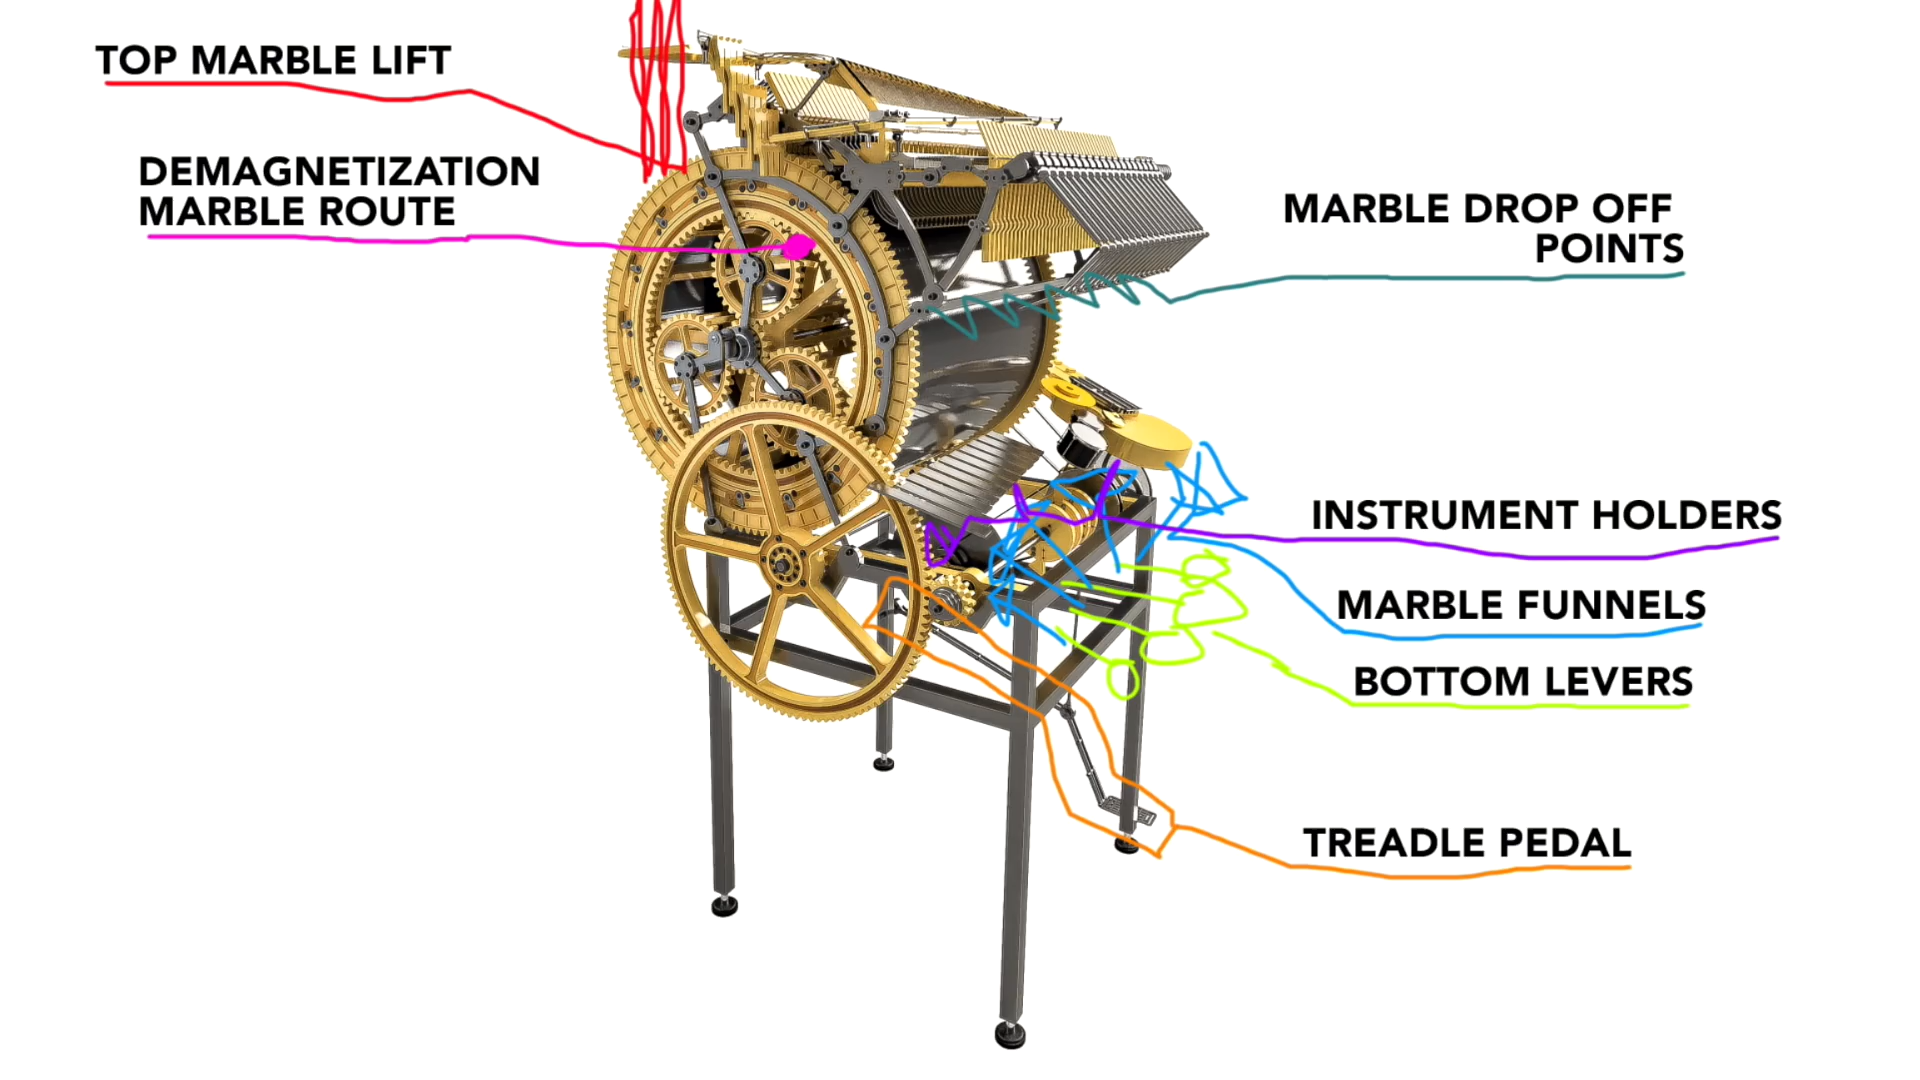 TOP MARBLE LIFT
DEMAGNETIZATION
MARBLE ROUTE
MARBLE DROP OFF
POINTS
INSTRUMENT HOLDERS
MARBLE FUNNELS
BOTTOM LEVERS
TREADLE PEDAL